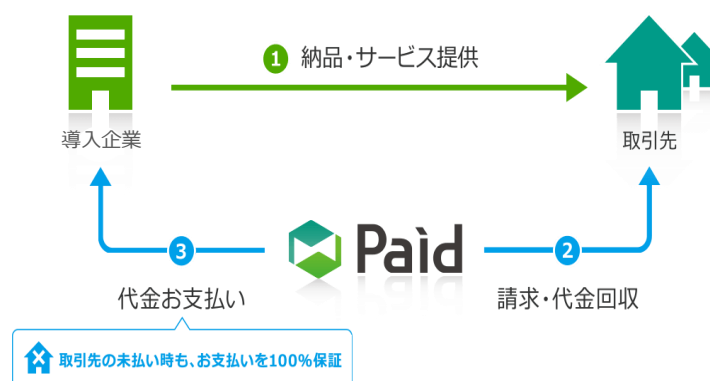 1 納品・サービス提供
導入企業
取引先
3
Paìd
2
代金お支払い
請求・代金回収
取引先の未払い時も、お支払いを100%保証